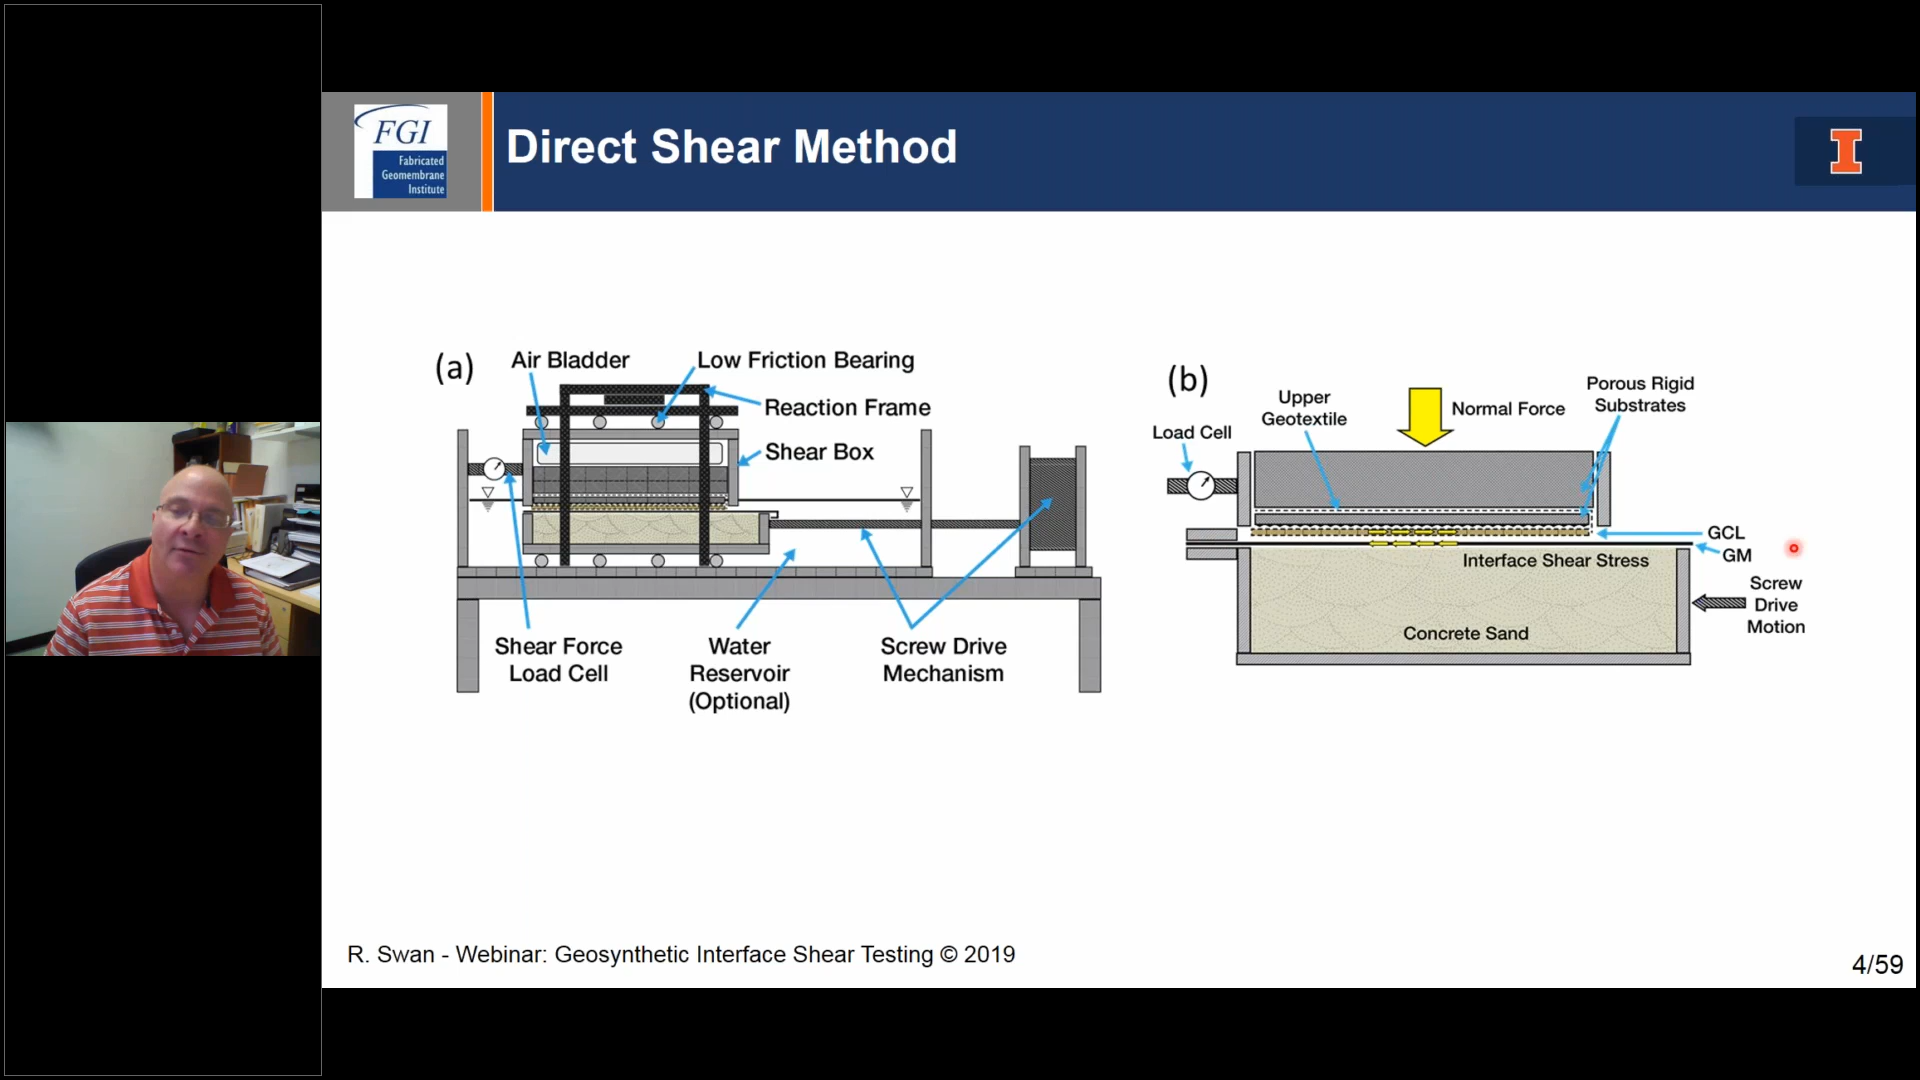 FGI
Fabricated
Geomembrane
Institute
Direct Shear Method
I
(a)
Air Bladder
Low Friction Bearing
Reaction Frame
Shear Box
Shear Force
Load Cell
Water
Reservoir
(Optional)
Screw Drive
Mechanism
(b)
Load Cell
Upper
Geotextile
Normal Force
Porous Rigid
Substrates
GCL
GM
Interface Shear Stress
Concrete Sand
Screw
Drive
Motion
R. Swan - Webinar: Geosynthetic Interface Shear Testing © 2019
4/59